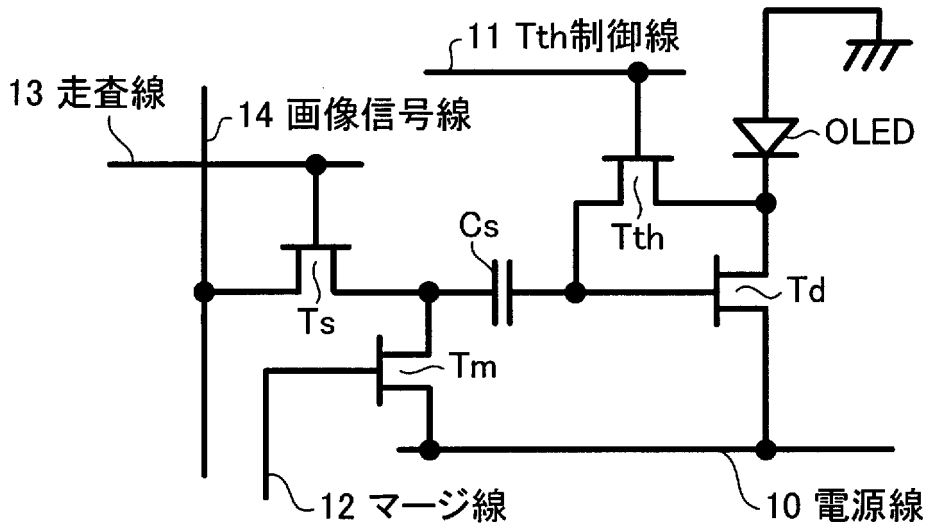 11 Tth制御線
13 走査線
14 画像信号線
OLED
Tth
Cs
Ts
Td
Tm
12 マージ線
10 電源線